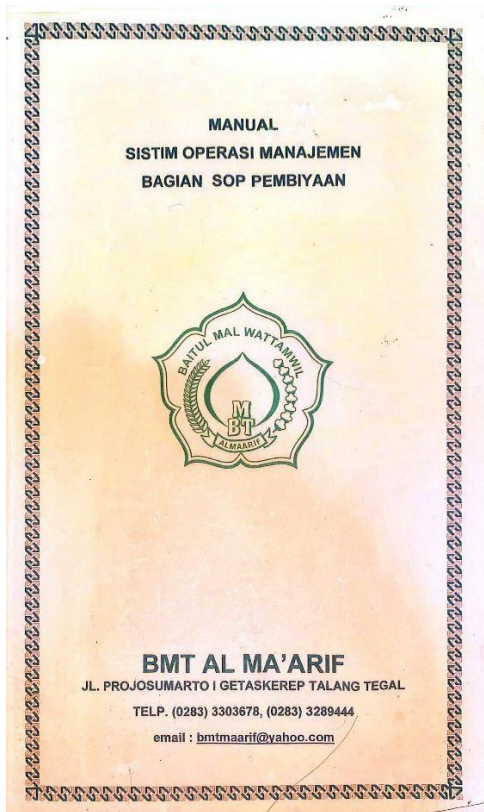 MANUAL
SISTIM OPERASI MANAJEMEN
BAGIAN SOP PEMBIYAAN
BAITUL MAL WATTAMWIL
M
BT
ALMAARIF
BMT AL MA'ARIF
JL. PROJOSUMARTO I GETASKEREP TALANG TEGAL
TELP. (0283) 3303678, (0283) 3289444
email : bmtmaarif@yahoo.com